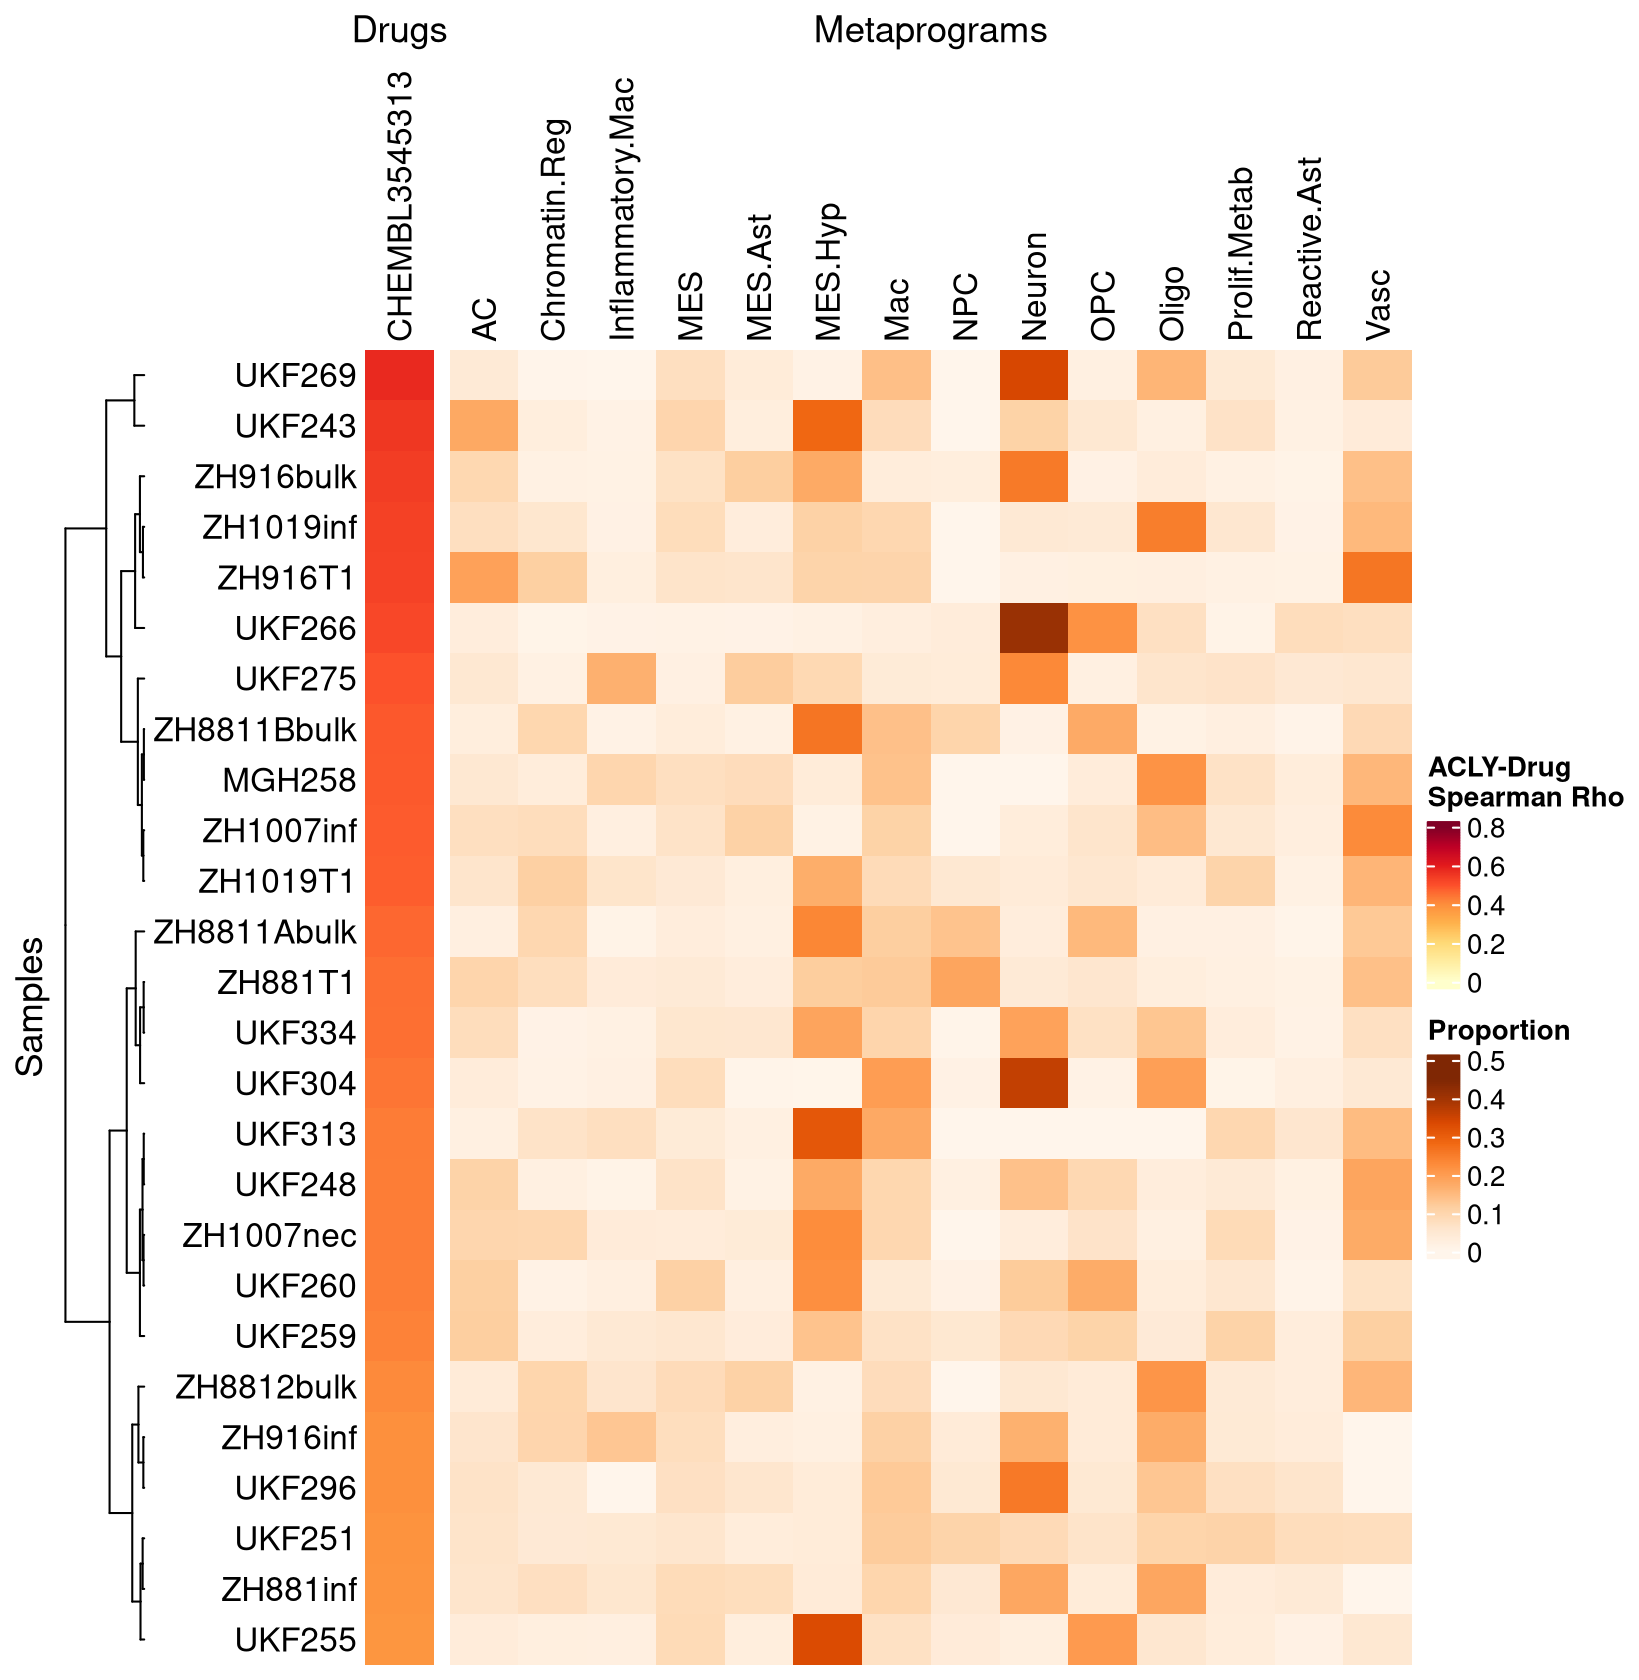 Drugs
Metaprograms
CHEMBL3545313
AC
Chromatin.Reg
Inflammatory.Mac
MES
MES.Ast
MES.Hyp
Mac
NPC
Neuron
OPC
Oligo
Prolif.Metab
Reactive.Ast
Vasc
Samples
UKF269
UKF243
ZH916bulk
ZH1019inf
ZH916T1
UKF266
UKF275
ZH8811Bbulk
MGH258
ZH1007inf
ZH1019T1
ZH8811Abulk
ZH881T1
UKF334
UKF304
UKF313
UKF248
ZH1007nec
UKF260
UKF259
ZH8812bulk
ZH916inf
UKF296
UKF251
ZH881inf
UKF255
ACLY-Drug
Spearman Rho
0.8
0.6
0.4
0.2
0
Proportion
0.5
0.4
0.3
0.2
0.1
0